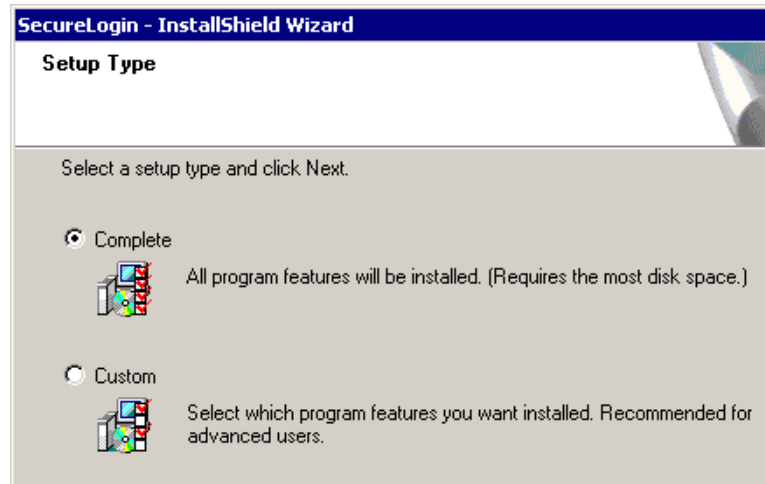 SecureLogin - InstallShield Wizard
Setup Type
Select a setup type and click Next.
Complete
All program features will be installed. (Requires the most disk space.)
Custom
Select which program features you want installed. Recommended for
advanced users.